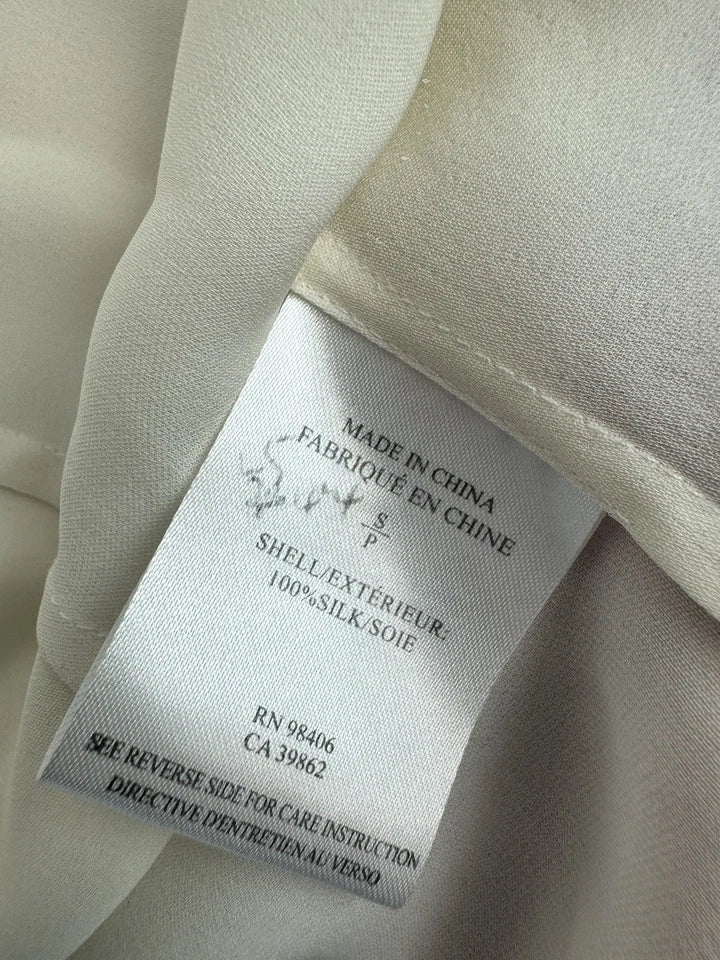 MADE IN CHINA
FABRIQUÉ EN CHINE
S
P
SHELL/EXTÉRIEUR:
100%SILK/SOIE
RN 98406
CA 39862
SEE REVERSE SIDE FOR CARE INSTRUCTION
DIRECTIVE D'ENTRETIEN AU VERSO